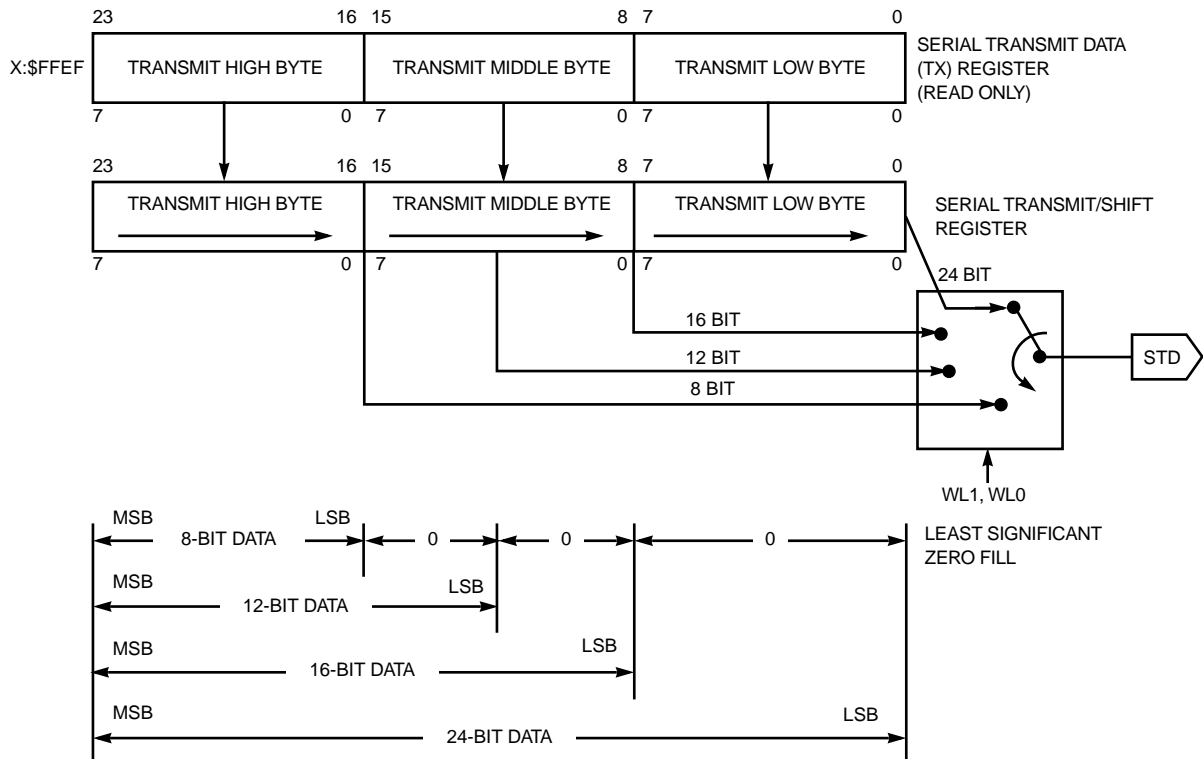 23 16 15 8 7 0
X:$FFEF TRANSMIT HIGH BYTE TRANSMIT MIDDLE BYTE TRANSMIT LOW BYTE
SERIAL TRANSMIT DATA
(TX) REGISTER
(READ ONLY)
7 0 7 0 7 0
23 16 15 8 7 0
TRANSMIT HIGH BYTE TRANSMIT MIDDLE BYTE TRANSMIT LOW BYTE
SERIAL TRANSMIT/SHIFT
REGISTER
7 0 7 0 7 0
24 BIT
16 BIT
12 BIT
8 BIT
STD
WL1, WL0
MSB LSB
8-BIT DATA 0 0 0
LEAST SIGNIFICANT
ZERO FILL
MSB LSB
12-BIT DATA
MSB LSB
16-BIT DATA
MSB LSB
24-BIT DATA